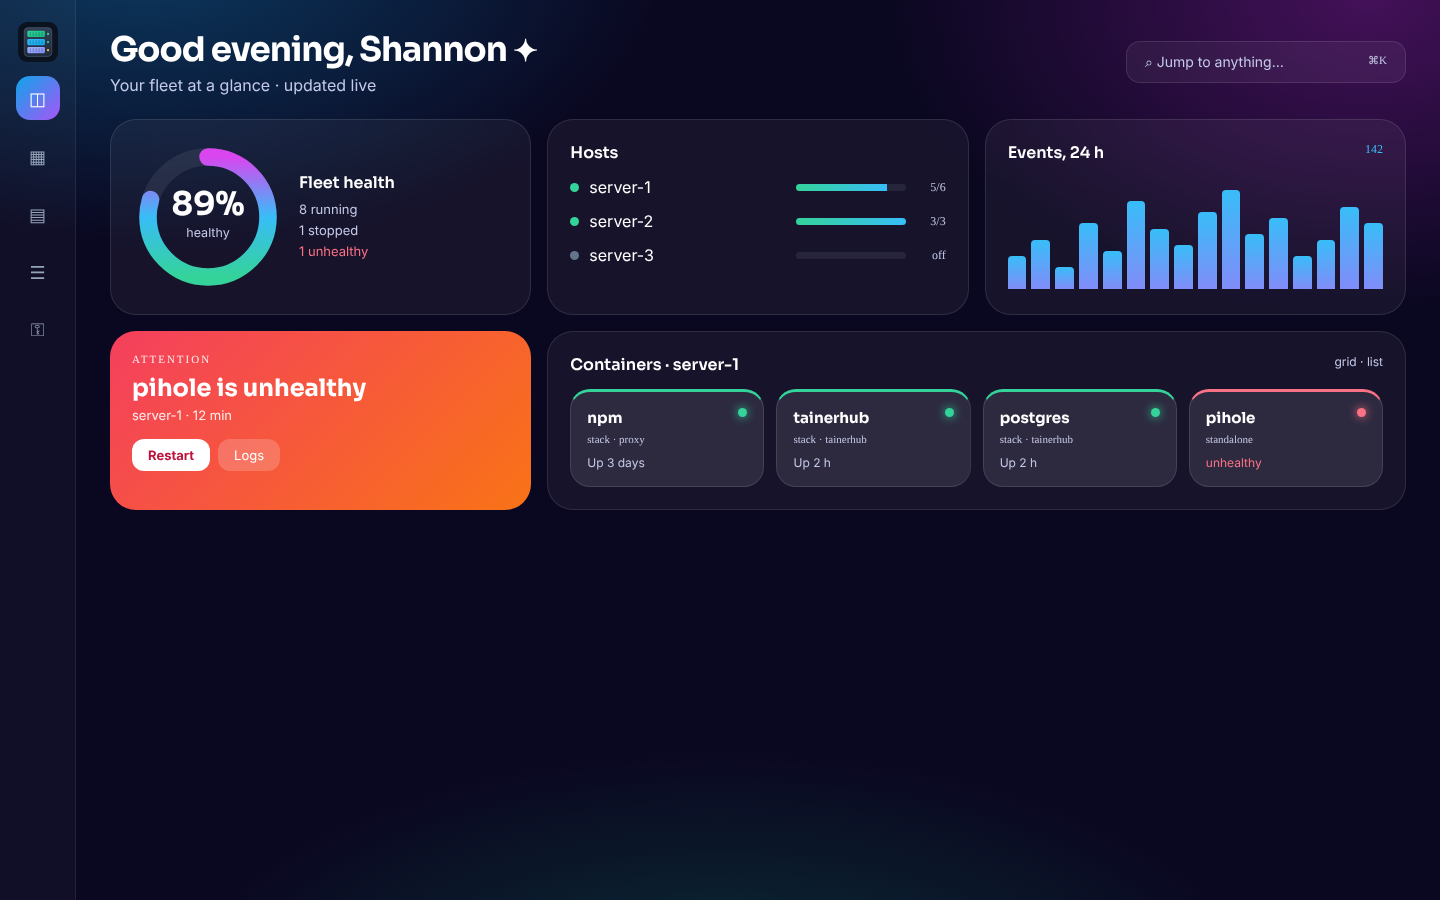 Good evening, Shannon ✦
Your fleet at a glance · updated live
⌕ Jump to anything... ⌘K
89%
healthy
Fleet health
8 running
1 stopped
1 unhealthy
Hosts
server-1 5/6
server-2 3/3
server-3 off
Events, 24 h 142
ATTENTION
pihole is unhealthy
server-1 · 12 min
Restart Logs
Containers · server-1 grid · list
npm
stack · proxy
Up 3 days
tainerhub
stack · tainerhub
Up 2 h
postgres
stack · tainerhub
Up 2 h
pihole
standalone
unhealthy